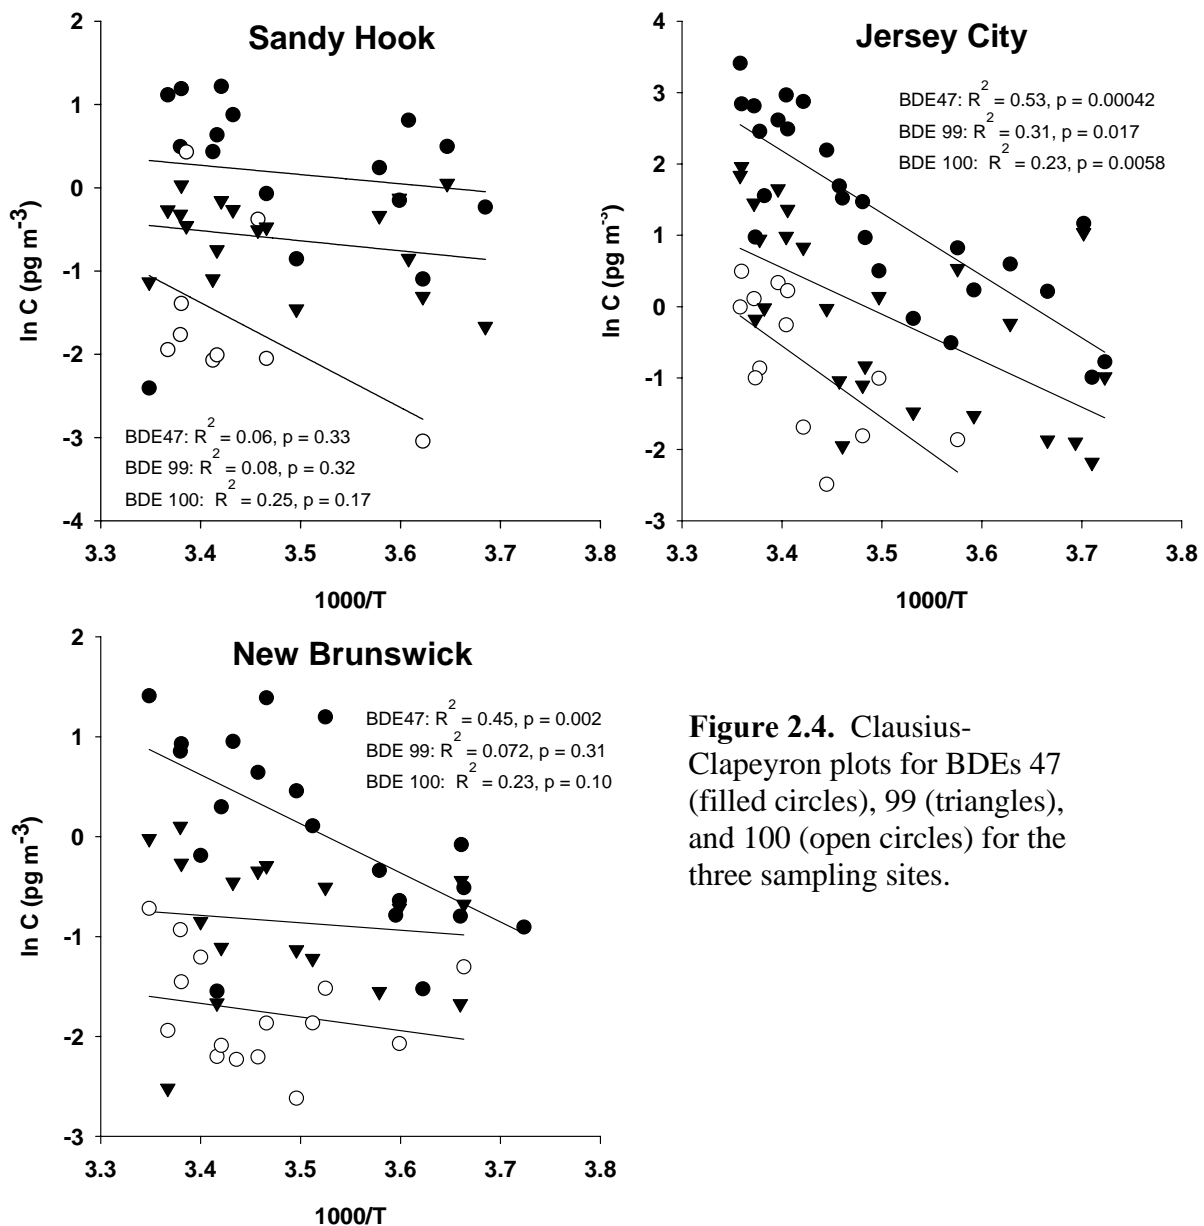 Sandy Hook
2
1
0
-1
-2
-3
-4
ln C (pg m-3)
BDE47: R2 = 0.06, p = 0.33
BDE 99: R2 = 0.08, p = 0.32
BDE 100: R2 = 0.25, p = 0.17
3.3 3.4 3.5 3.6 3.7 3.8
1000/T
Jersey City
4
3
2
1
0
-1
-2
-3
ln C (pg m-3)
BDE47: R2 = 0.53, p = 0.00042
BDE 99: R2 = 0.31, p = 0.017
BDE 100: R2 = 0.23, p = 0.0058
3.3 3.4 3.5 3.6 3.7 3.8
1000/T
New Brunswick
2
1
0
-1
-2
-3
ln C (pg m-3)
BDE47: R2 = 0.45, p = 0.002
BDE 99: R2 = 0.072, p = 0.31
BDE 100: R2 = 0.23, p = 0.10
3.3 3.4 3.5 3.6 3.7 3.8
1000/T
Figure 2.4. Clausius-
Clapeyron plots for BDEs 47
(filled circles), 99 (triangles),
and 100 (open circles) for the
three sampling sites.